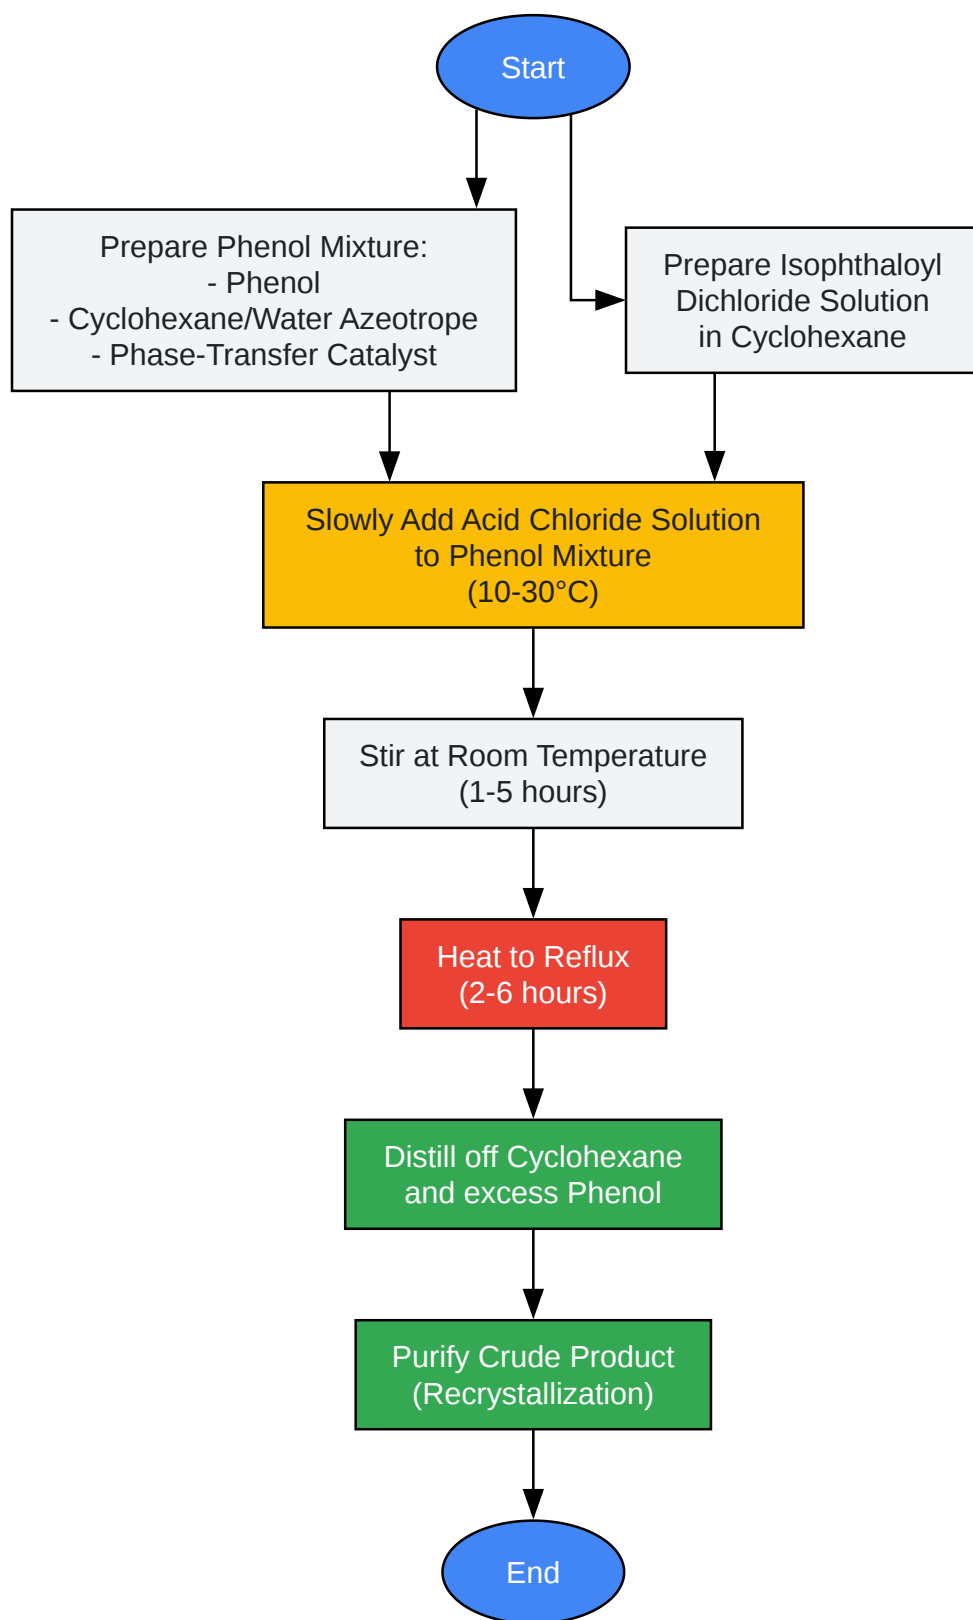 Start
Prepare Phenol Mixture:
- Phenol
- Cyclohexane/Water Azeotrope
- Phase-Transfer Catalyst
Prepare Isophthaloyl
Dichloride Solution
in Cyclohexane
Slowly Add Acid Chloride Solution
to Phenol Mixture
(10-30°C)
Stir at Room Temperature
(1-5 hours)
Heat to Reflux
(2-6 hours)
Distill off Cyclohexane
and excess Phenol
Purify Crude Product
(Recrystallization)
End